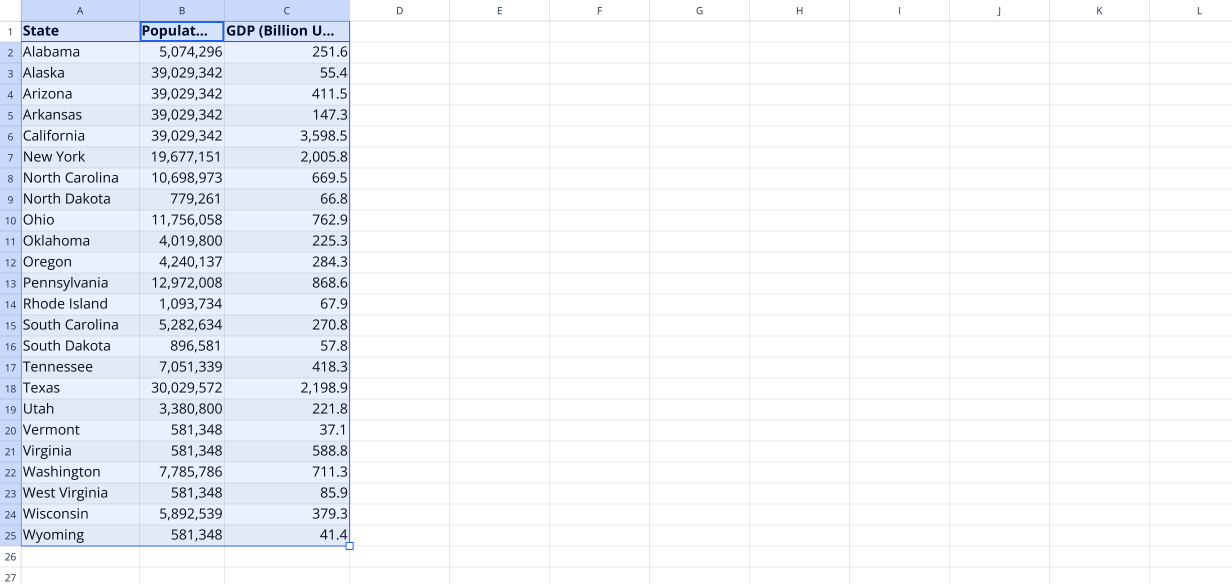 A B C D E F G H I J K L
1 State Populat... GDP (Billion U...
2 Alabama 5,074,296 251.6
3 Alaska 39,029,342 55.4
4 Arizona 39,029,342 411.5
5 Arkansas 39,029,342 147.3
6 California 39,029,342 3,598.5
7 New York 19,677,151 2,005.8
8 North Carolina 10,698,973 669.5
9 North Dakota 779,261 66.8
10 Ohio 11,756,058 762.9
11 Oklahoma 4,019,800 225.3
12 Oregon 4,240,137 284.3
13 Pennsylvania 12,972,008 868.6
14 Rhode Island 1,093,734 67.9
15 South Carolina 5,282,634 270.8
16 South Dakota 896,581 57.8
17 Tennessee 7,051,339 418.3
18 Texas 30,029,572 2,198.9
19 Utah 3,380,800 221.8
20 Vermont 581,348 37.1
21 Virginia 581,348 588.8
22 Washington 7,785,786 711.3
23 West Virginia 581,348 85.9
24 Wisconsin 5,892,539 379.3
25 Wyoming 581,348 41.4
26
27